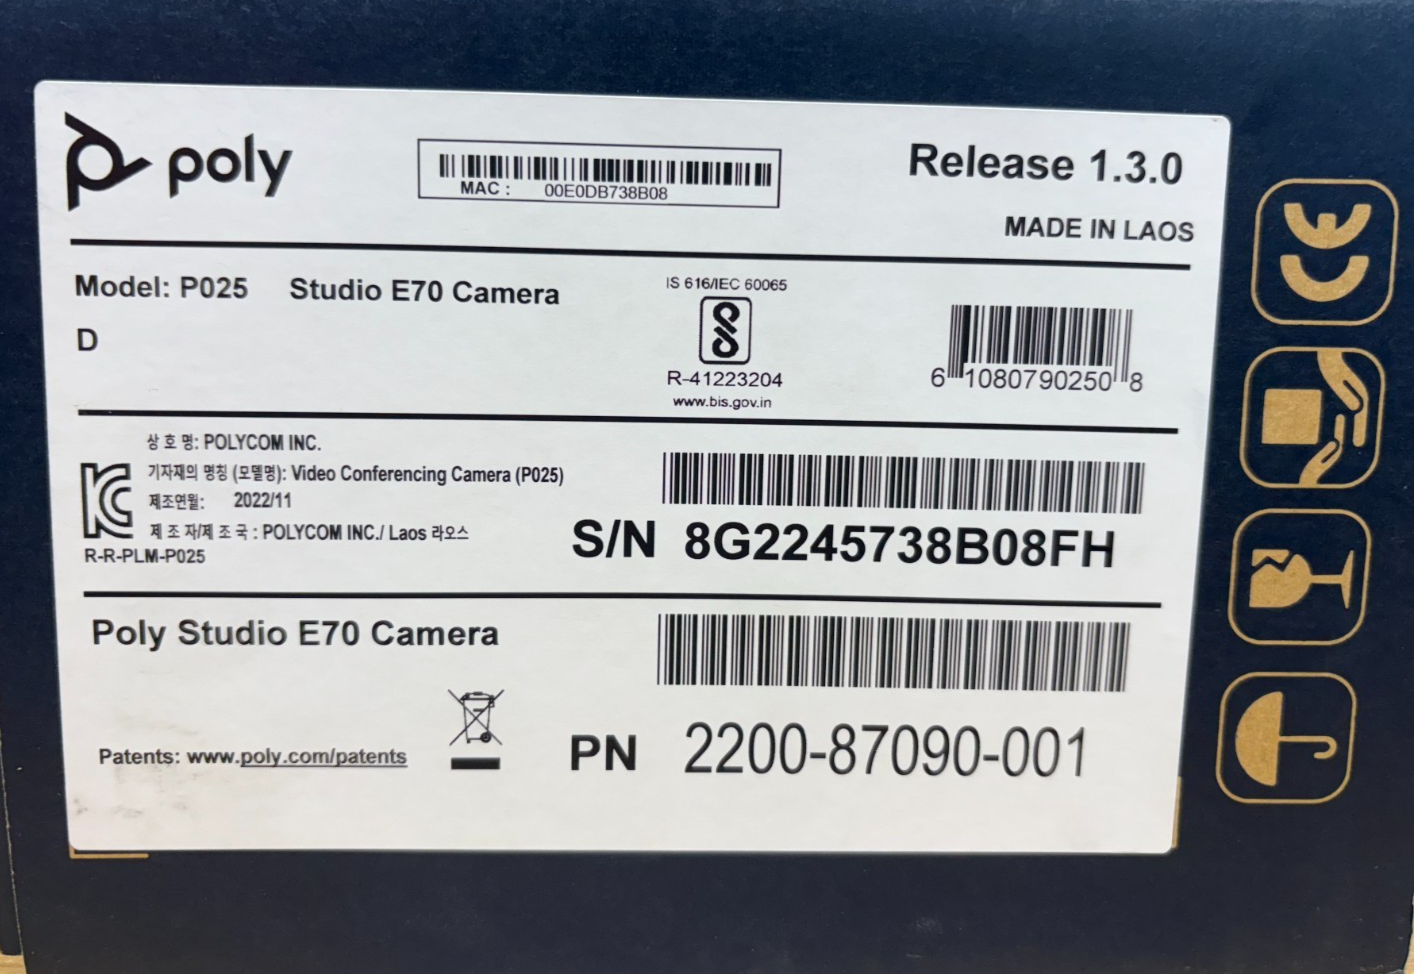 poly
MAC : 00E0DB738B08
Release 1.3.0
MADE IN LAOS
Model: P025 Studio E70 Camera
D
IS 616/IEC 60065
R-41223204
www.bis.gov.in
6 10807902508 8
상 호 명: POLYCOM INC.
기자재의 명칭 (모델명): Video Conferencing Camera (P025)
제조연월: 2022/11
제 조 자/제 조 국 : POLYCOM INC./ Laos 라오스
R-R-PLM-P025
S/N 8G2245738B08FH
Poly Studio E70 Camera
Patents: www.poly.com/patents
PN 2200-87090-001
CE